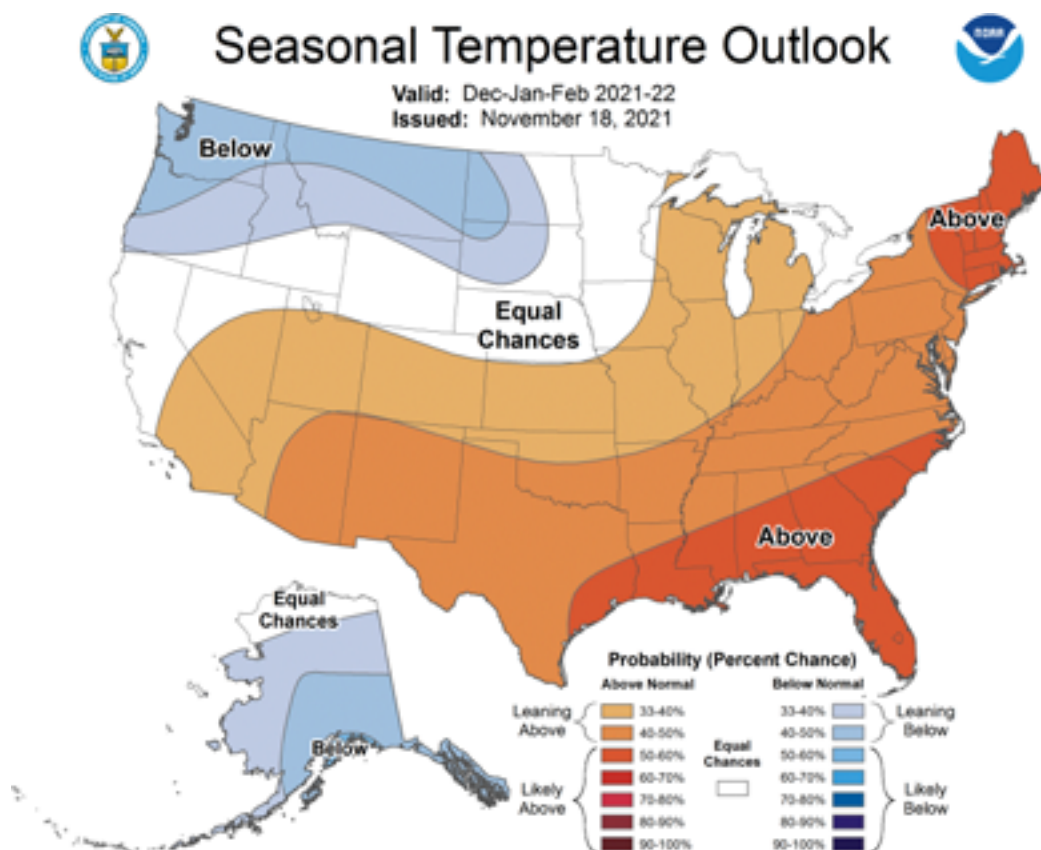 Seasonal Temperature Outlook
NOAA
Valid: Dec-Jan-Feb 2021-22
Issued: November 18, 2021
Below
Above
Equal
Chances
Above
Equal
Chances
Below
Probability (Percent Chance)
Above Normal Below Normal
Leaning
Above
33-40%
40-50%
Likely
Above
50-60%
60-70%
70-80%
80-90%
90-100%
Equal
Chances
33-40%
40-50%
Leaning
Below
50-60%
60-70%
70-80%
80-90%
90-100%
Likely
Below